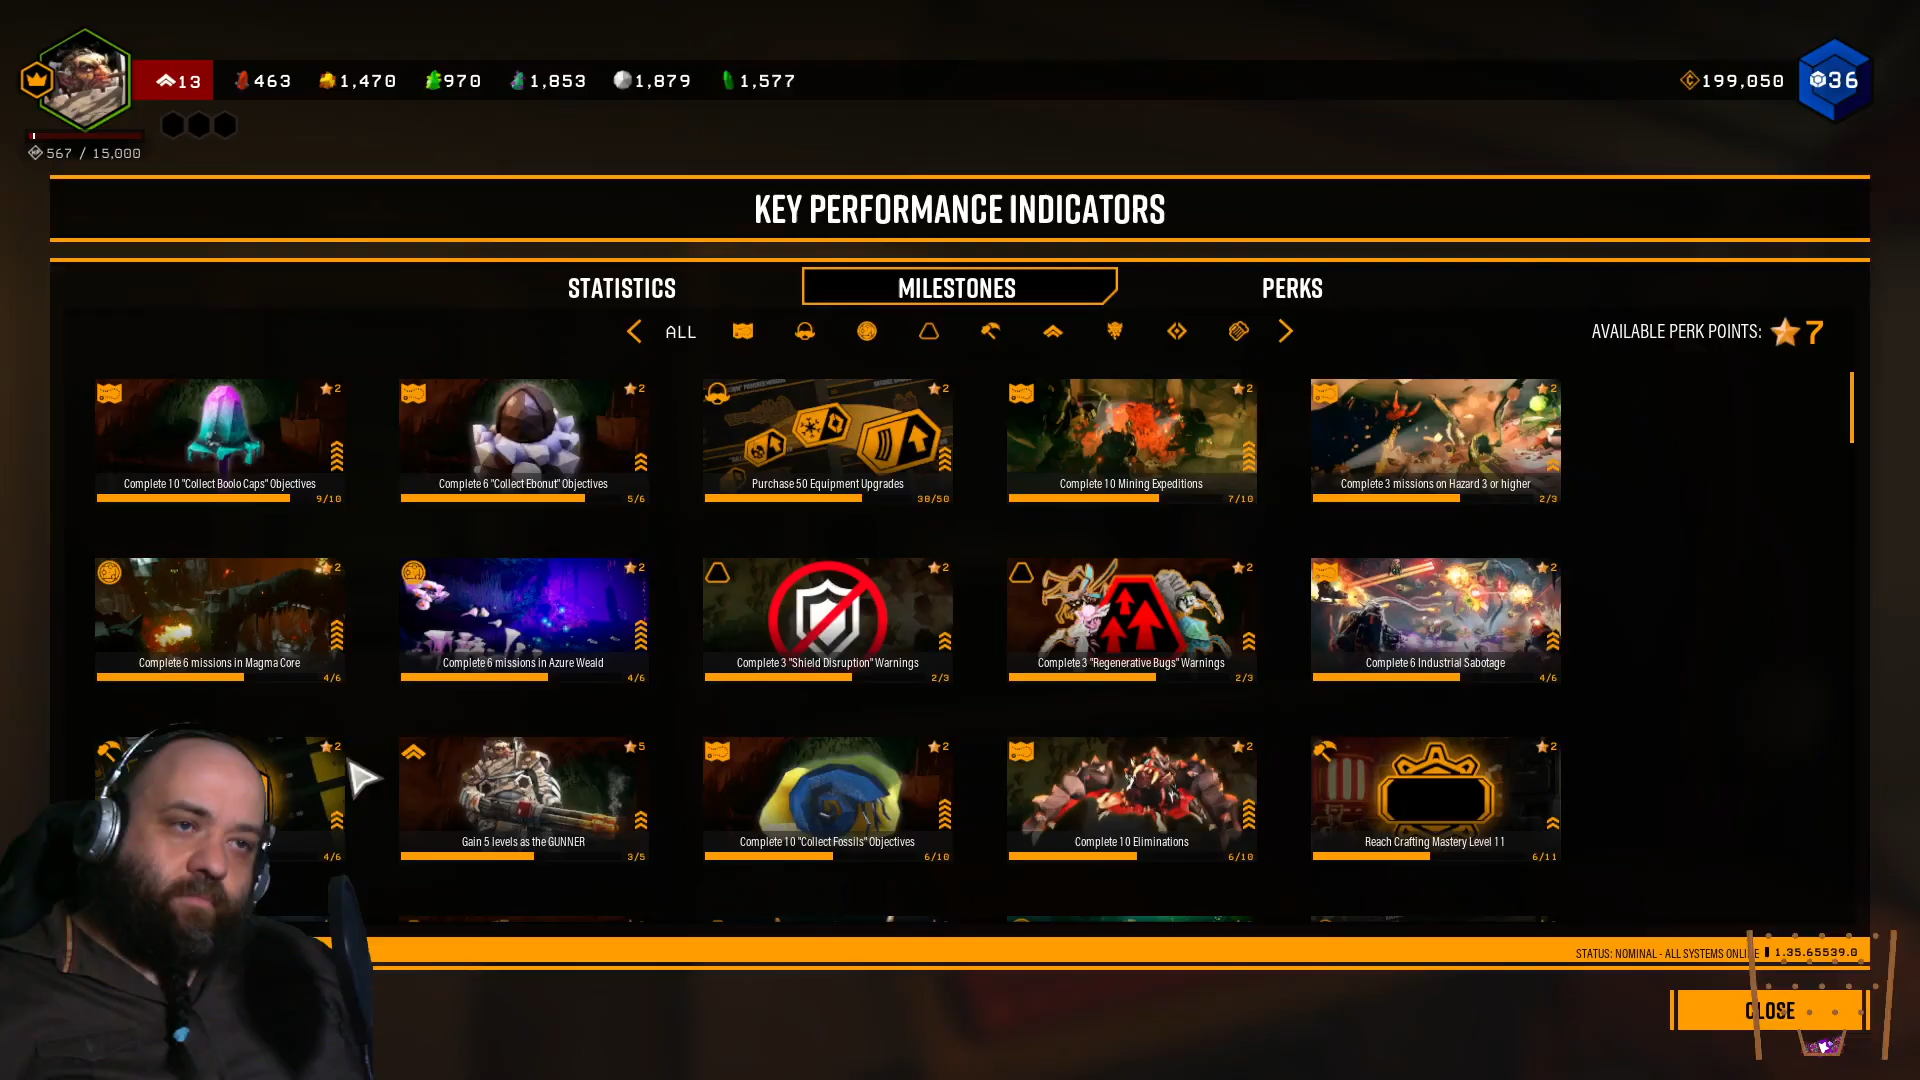 13 463 1,470 970 1,853 1,879 1,577 199,050 36
567 / 15,000
KEY PERFORMANCE INDICATORS
STATISTICS MILESTONES PERKS
ALL AVAILABLE PERK POINTS: 7
2 2 2 2 2
Complete 10 "Collect Boolo Caps" Objectives Complete 6 "Collect Ebonut" Objectives Purchase 50 Equipment Upgrades Complete 10 Mining Expeditions Complete 3 missions on Hazard 3 or higher
9/10 5/6 38/50 7/10 2/3
2 2 2 2 2
Complete 6 missions in Magma Core Complete 6 missions in Azure Weald Complete 3 "Shield Disruption" Warnings Complete 3 "Regenerative Bugs" Warnings Complete 6 Industrial Sabotage
4/6 4/6 2/3 2/3 4/6
2 5 2 2 2
Gain 5 levels as the GUNNER Complete 10 "Collect Fossils" Objectives Complete 10 Eliminations Reach Crafting Mastery Level 11
4/6 3/5 6/10 6/10 6/11
STATUS: NOMINAL - ALL SYSTEMS ONLINE 1.35.65539.0
CLOSE